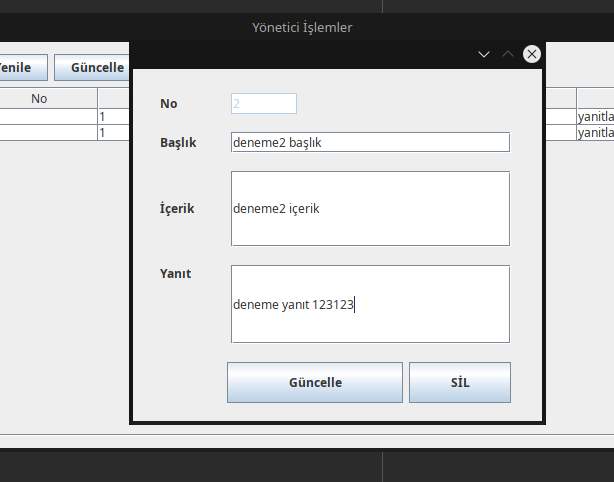 Yönetici İşlemler
Yenile Güncelle
No
1 yanıtla
1 yanıtla
No 2
Başlık deneme2 başlık
İçerik deneme2 içerik
Yanıt deneme yanıt 123123
Güncelle SİL